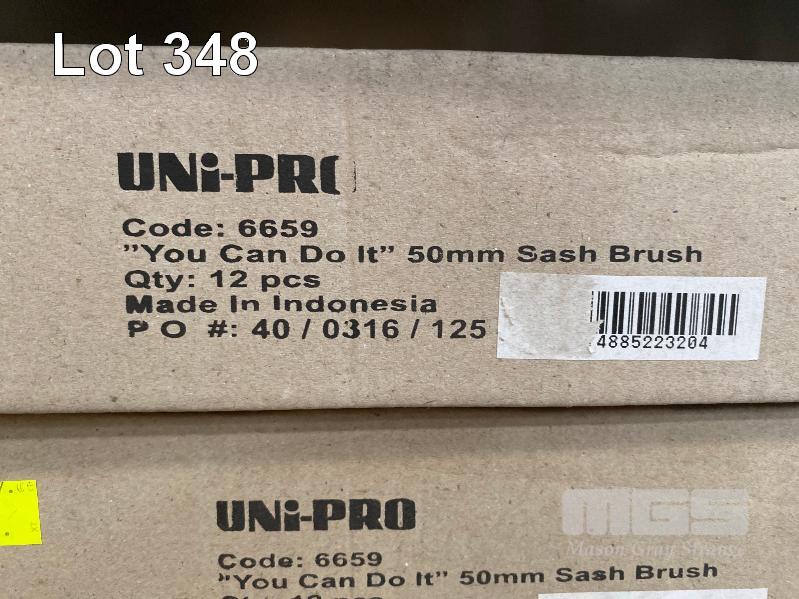 Lot 348
UNi-PRO
Code: 6659
"You Can Do It" 50mm Sash Brush
Qty: 12 pcs
Made In Indonesia
P O #: 40 / 0316 / 125
4885223204
UNi-PRO
MGS
Mason Gray Strange
Code: 6659
"You Can Do It" 50mm Sash Brush